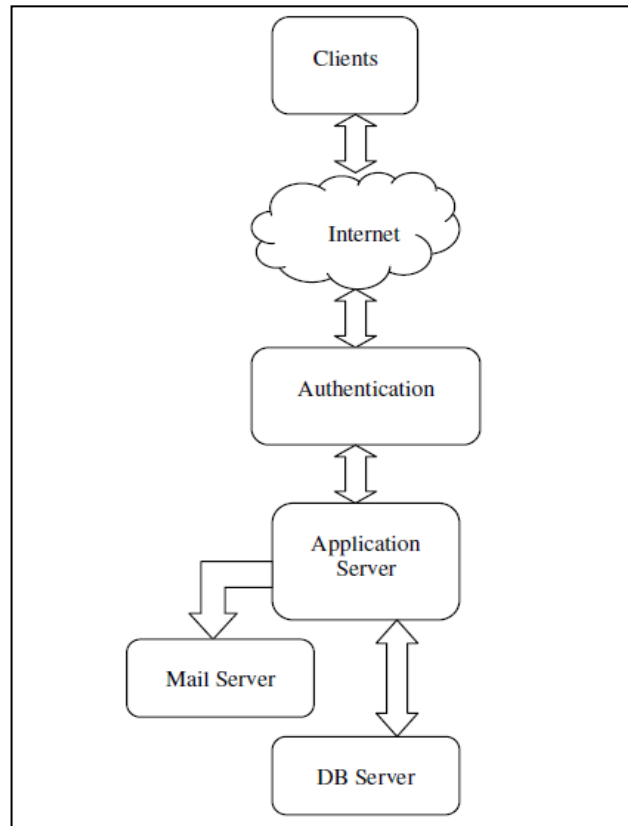 Clients
Internet
Authentication
Application
Server
Mail Server
DB Server